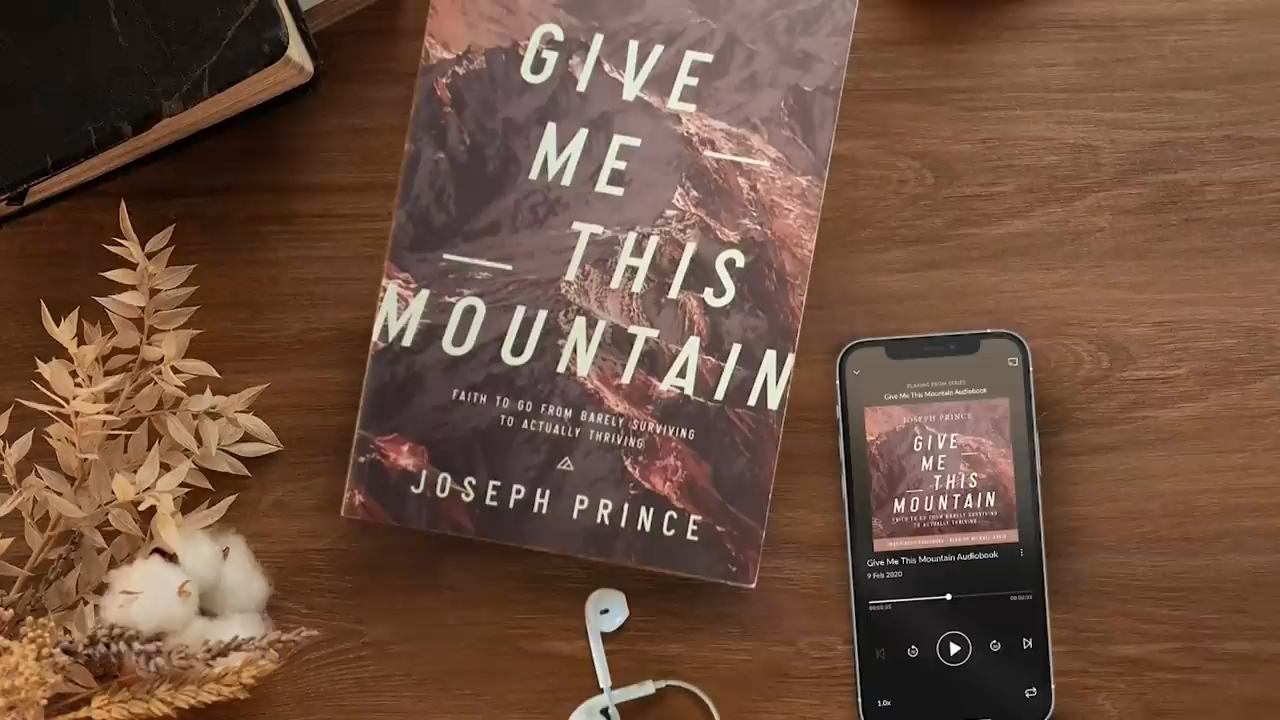 GIVE
ME
THIS
MOUNTAIN
FAITH TO GO FROM BARELY SURVIVING
TO ACTUALLY THRIVING
JOSEPH PRINCE
PLAYING FROM SERIES
Give Me This Mountain Audiobook
JOSEPH PRINCE
GIVE
ME
THIS
MOUNTAIN
FAITH TO GO FROM BARELY SURVIVING
TO ACTUALLY THRIVING
Give Me This Mountain Audiobook
9 Feb 2020
1.0x